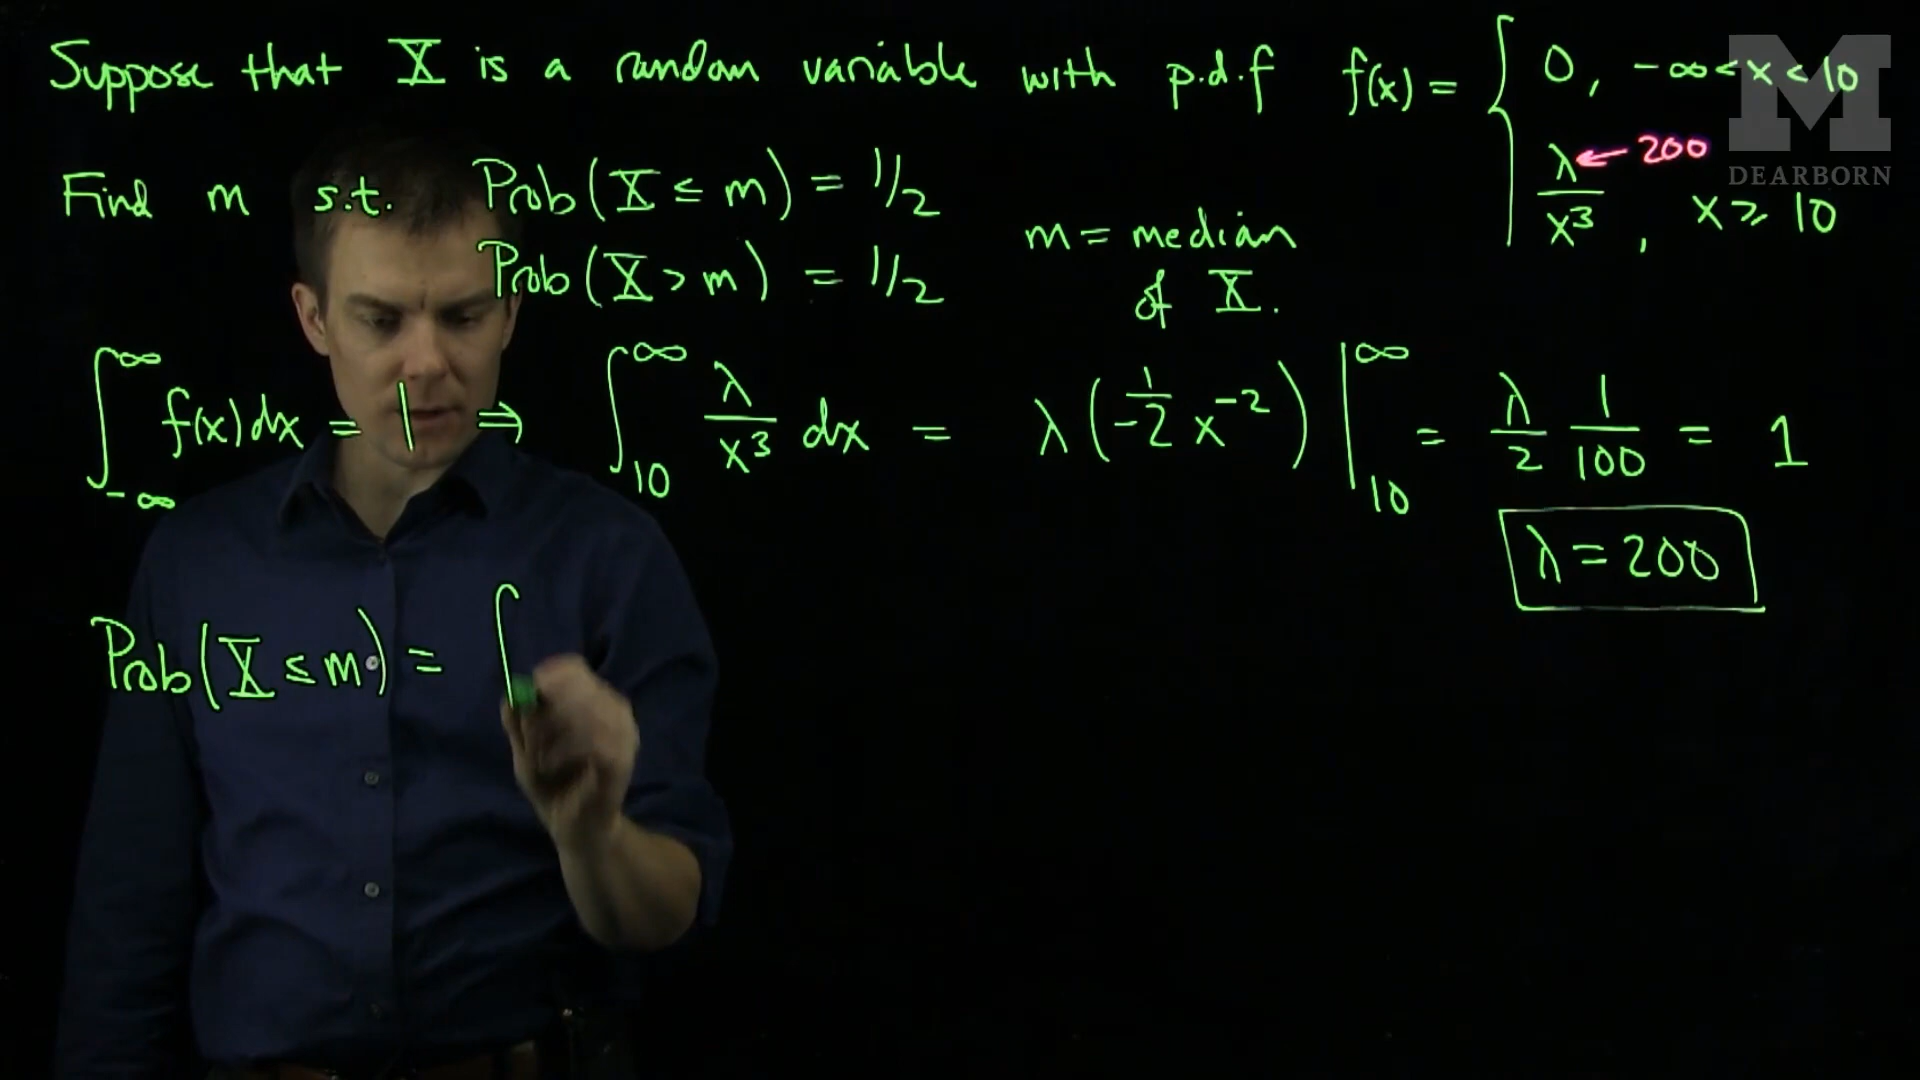 Suppose that X is a random variable with p.d.f f(x) = { 0, -∞ < x < 10
λ/x³, x ≥ 10
λ ← 200
M
DEARBORN
Find m s.t. Prob(X ≤ m) = 1/2
Prob(X > m) = 1/2
m = median
of X.
∫_{-∞}^{∞} f(x)dx = 1 ⇒ ∫_{10}^{∞} λ/x³ dx = λ(1/-2 x⁻²) |_{10}^{∞} = λ/2 1/100 = 1
λ = 200
Prob(X ≤ m) = ∫